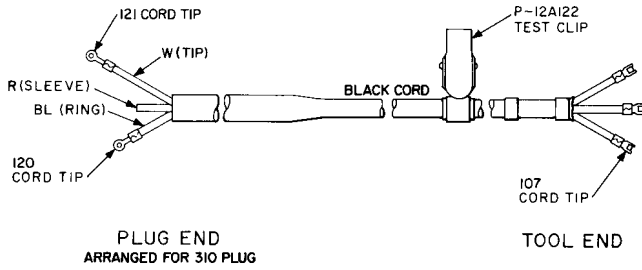 121 CORD TIP
W (TIP)
R (SLEEVE)
BL (RING)
120
CORD TIP
BLACK CORD
P-12A122
TEST CLIP
107
CORD TIP
PLUG END
ARRANGED FOR 310 PLUG
TOOL END